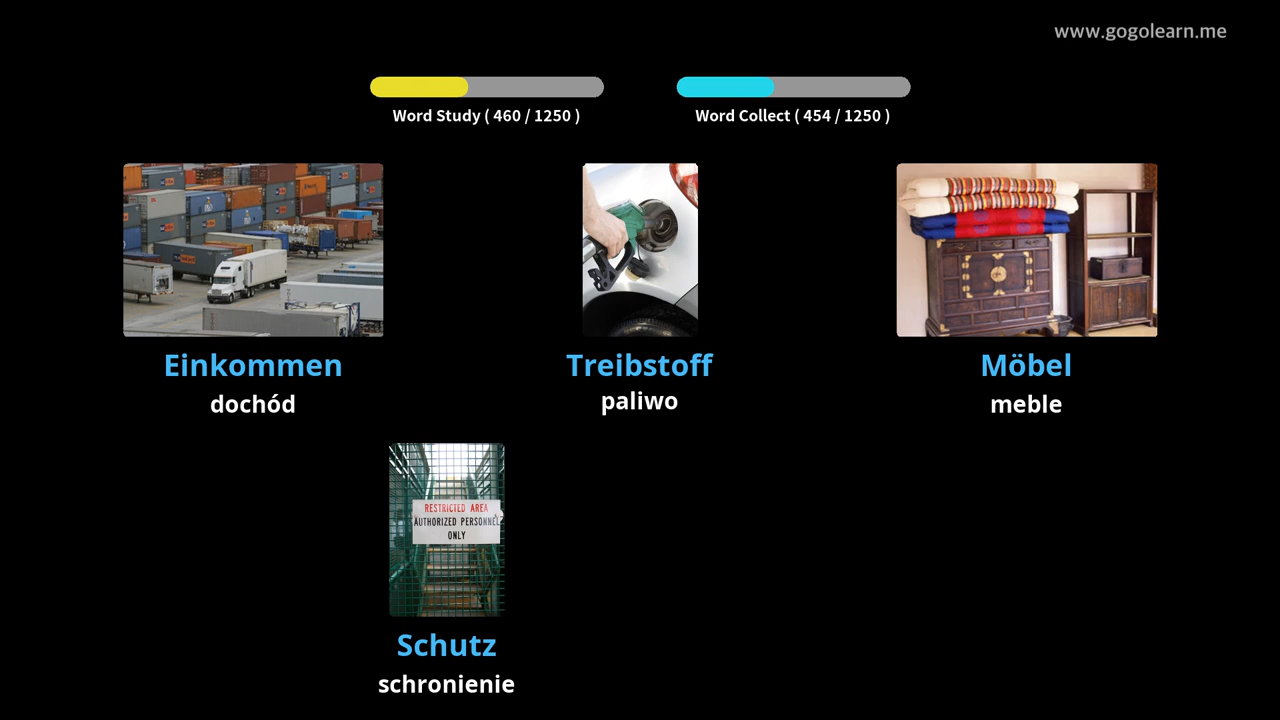 www.gogolearn.me
Word Study ( 460 / 1250 )
Word Collect ( 454 / 1250 )
Einkommen
dochód
Treibstoff
paliwo
Möbel
meble
RESTRICTED AREA
AUTHORIZED PERSONNEL
ONLY
Schutz
schronienie